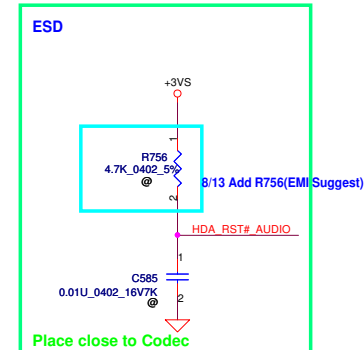 ESD
+3VS
1
R756
4.7K_0402_5%
@
8/13 Add R756(EMI Suggest)
2
HDA_RST#_AUDIO
1
C585
0.01U_0402_16V7K
@
2
Place close to Codec